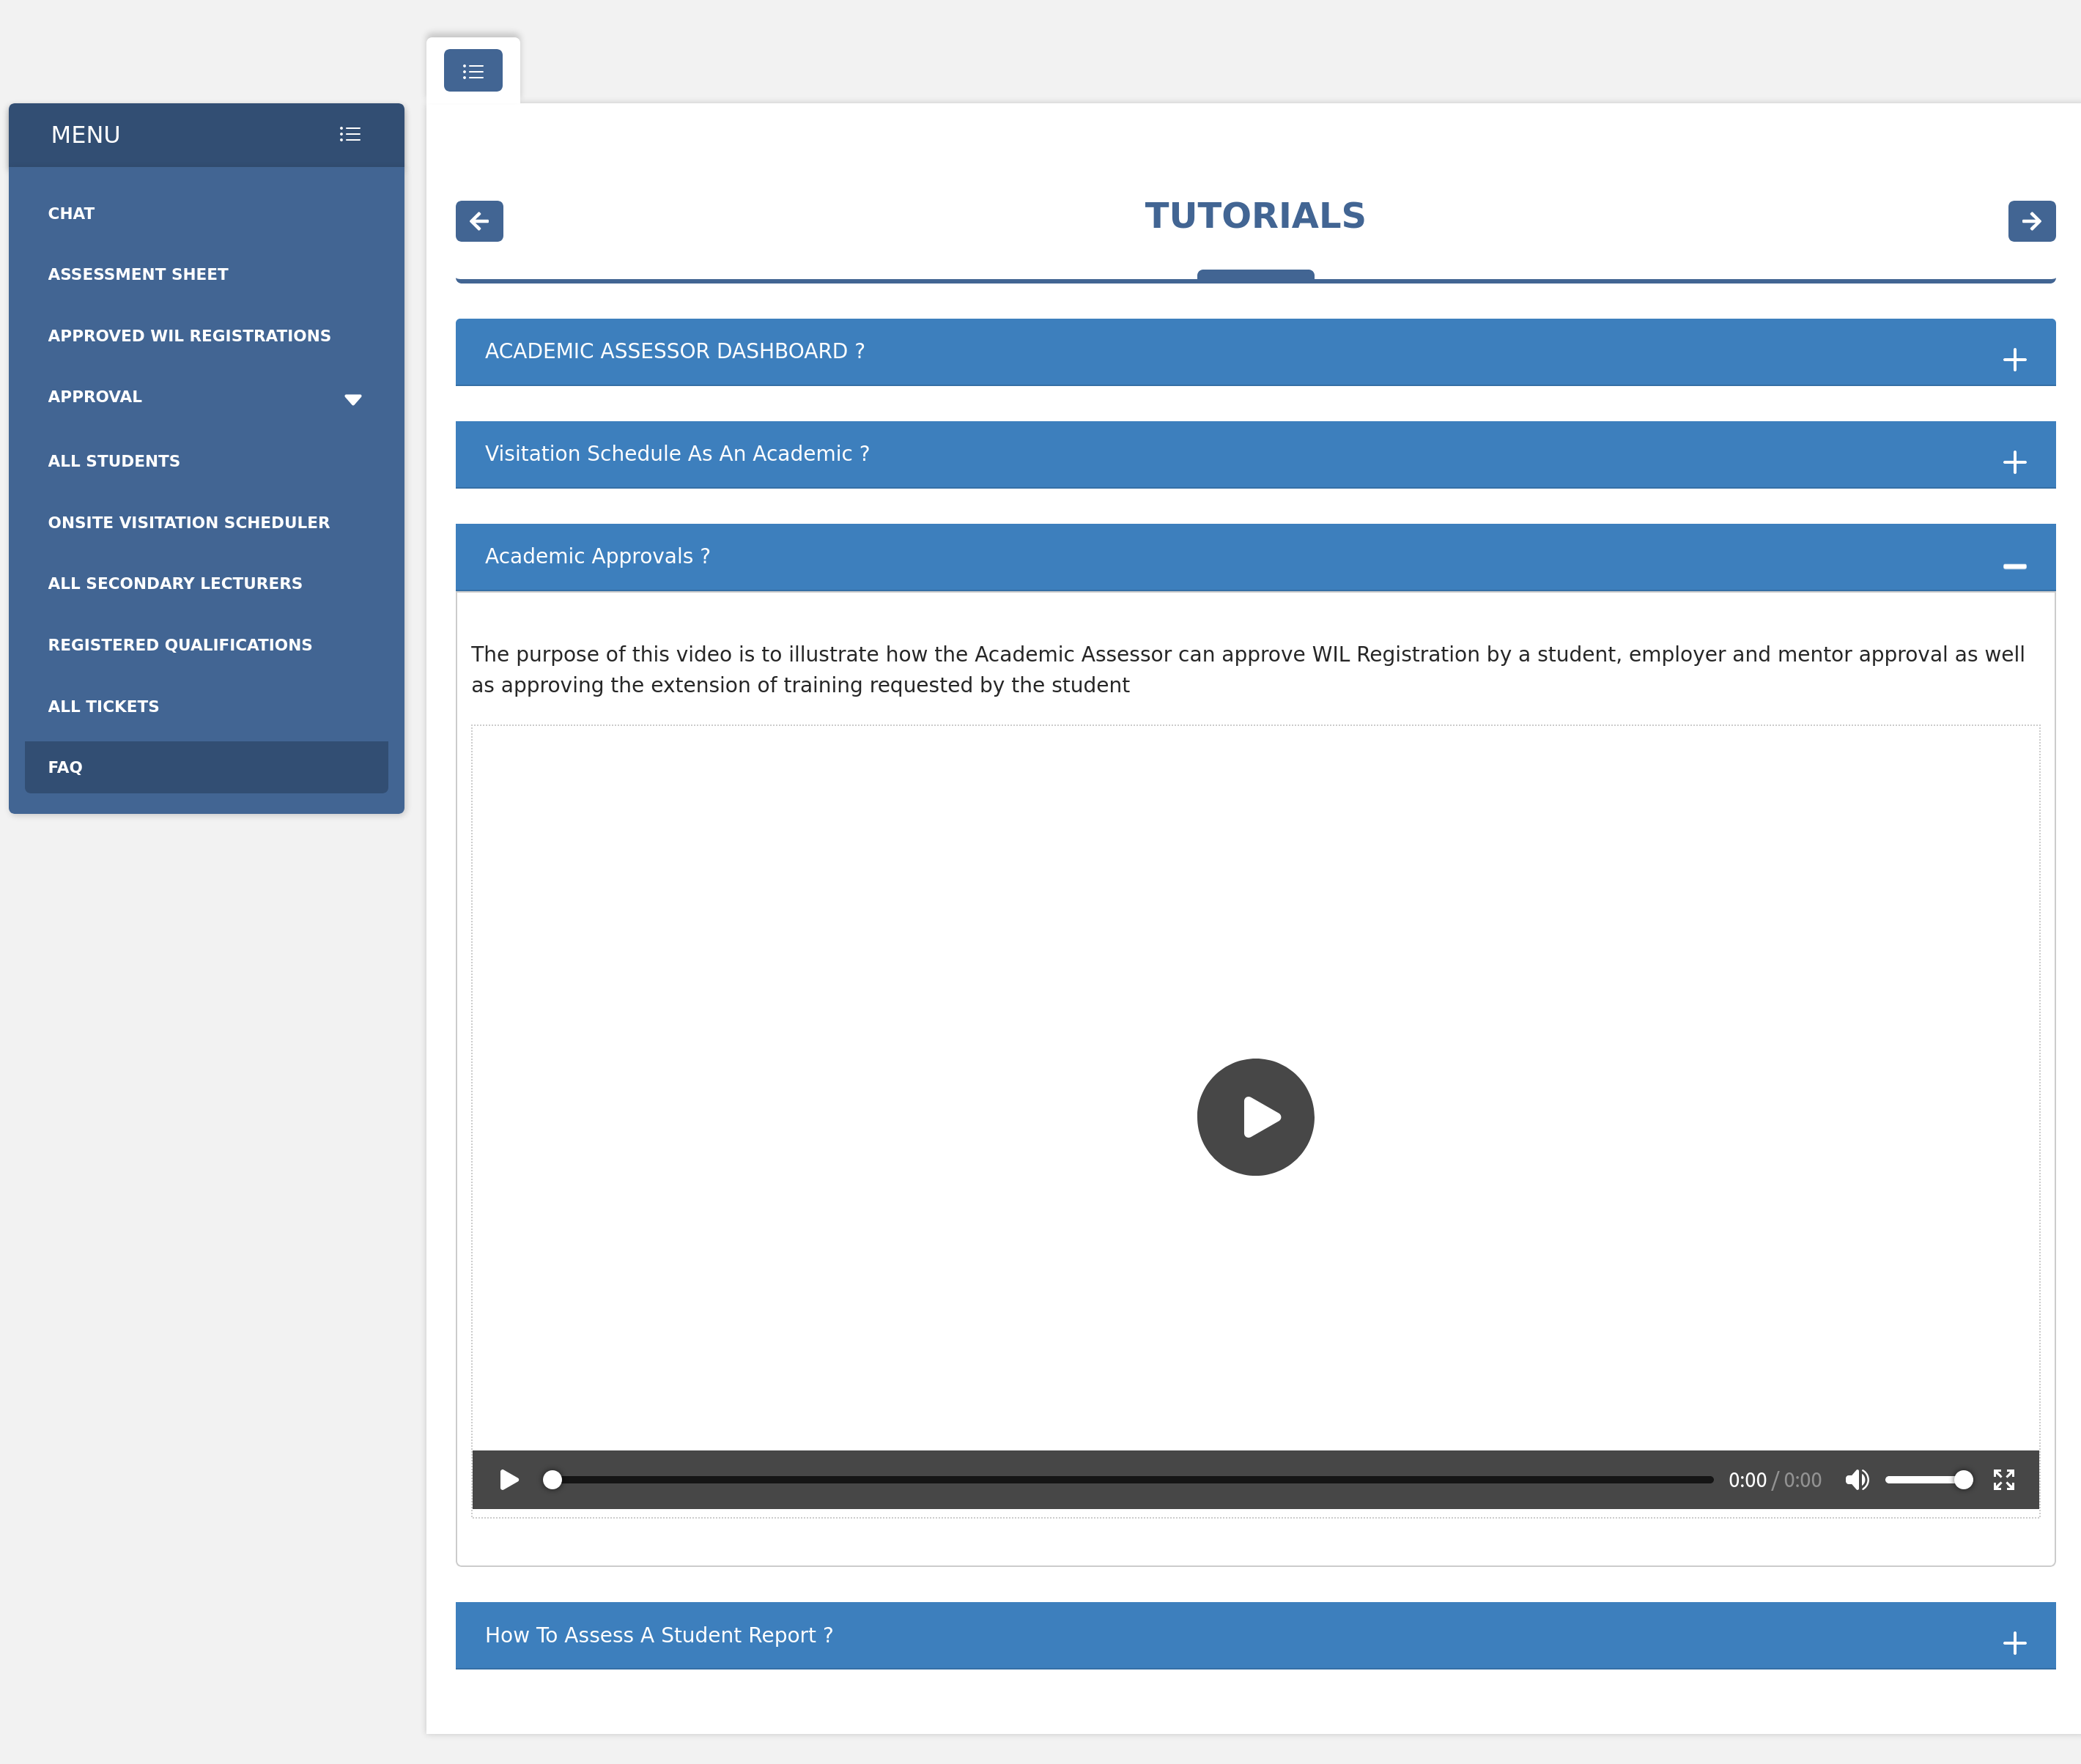 MENU
CHAT
ASSESSMENT SHEET
APPROVED WIL REGISTRATIONS
APPROVAL
ALL STUDENTS
ONSITE VISITATION SCHEDULER
ALL SECONDARY LECTURERS
REGISTERED QUALIFICATIONS
ALL TICKETS
FAQ
TUTORIALS
ACADEMIC ASSESSOR DASHBOARD ?
Visitation Schedule As An Academic ?
Academic Approvals ?
The purpose of this video is to illustrate how the Academic Assessor can approve WIL Registration by a student, employer and mentor approval as well
as approving the extension of training requested by the student
0:00 / 0:00
How To Assess A Student Report ?